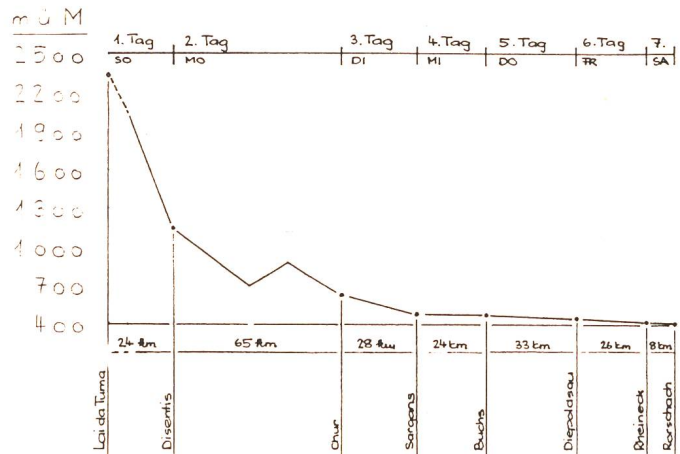 m ü M
1. Tag 2. Tag 3. Tag 4. Tag 5. Tag 6. Tag 7.
SO MO DI MI DO FR SA
2500
2200
1900
1600
1300
1000
700
400
24 km 65 km 28 km 24 km 33 km 26 km 8 km
Lai da Tuma
Disentis
Chur
Sargans
Buchs
Diepoldsau
Rheineck
Rorschach